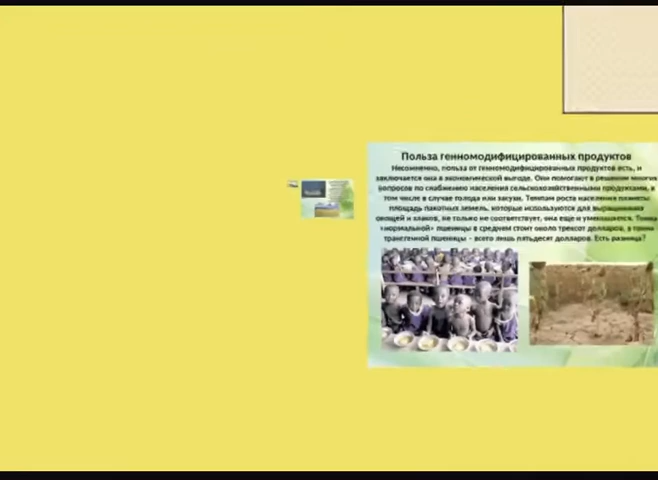 Польза генномодифицированных продуктов
Несомненно, польза от генномодифицированных продуктов есть, и
заключается она в экономической выгоде. Они помогают в решении многих
вопросов по снабжению населения сельскохозяйственными продуктами, в
том числе в случае голода или засухи. Темпам роста населения планеты
площадь пахотных земель, которые используются для выращивания
овощей и злаков, не только не соответствует, она еще и уменьшается. Тонна
«нормальной» пшеницы в среднем стоит около трехсот долларов, а тонна
трансгенной пшеницы – всего лишь пятьдесят долларов. Есть разница?